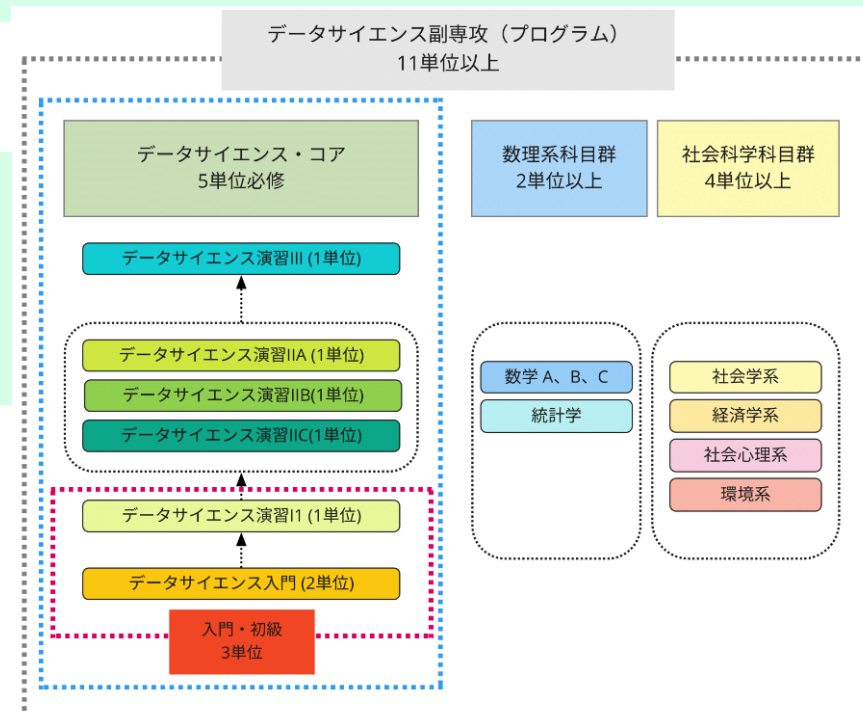 データサイエンス副専攻（プログラム）
11単位以上
データサイエンス・コア
5単位必修
データサイエンス演習III (1単位)
データサイエンス演習IIA (1単位)
データサイエンス演習IIB(1単位)
データサイエンス演習IIC(1単位)
データサイエンス演習I1 (1単位)
データサイエンス入門 (2単位)
入門・初級
3単位
数理系科目群
2単位以上
数学 A、B、C
統計学
社会科学科目群
4単位以上
社会学系
経済学系
社会心理系
環境系